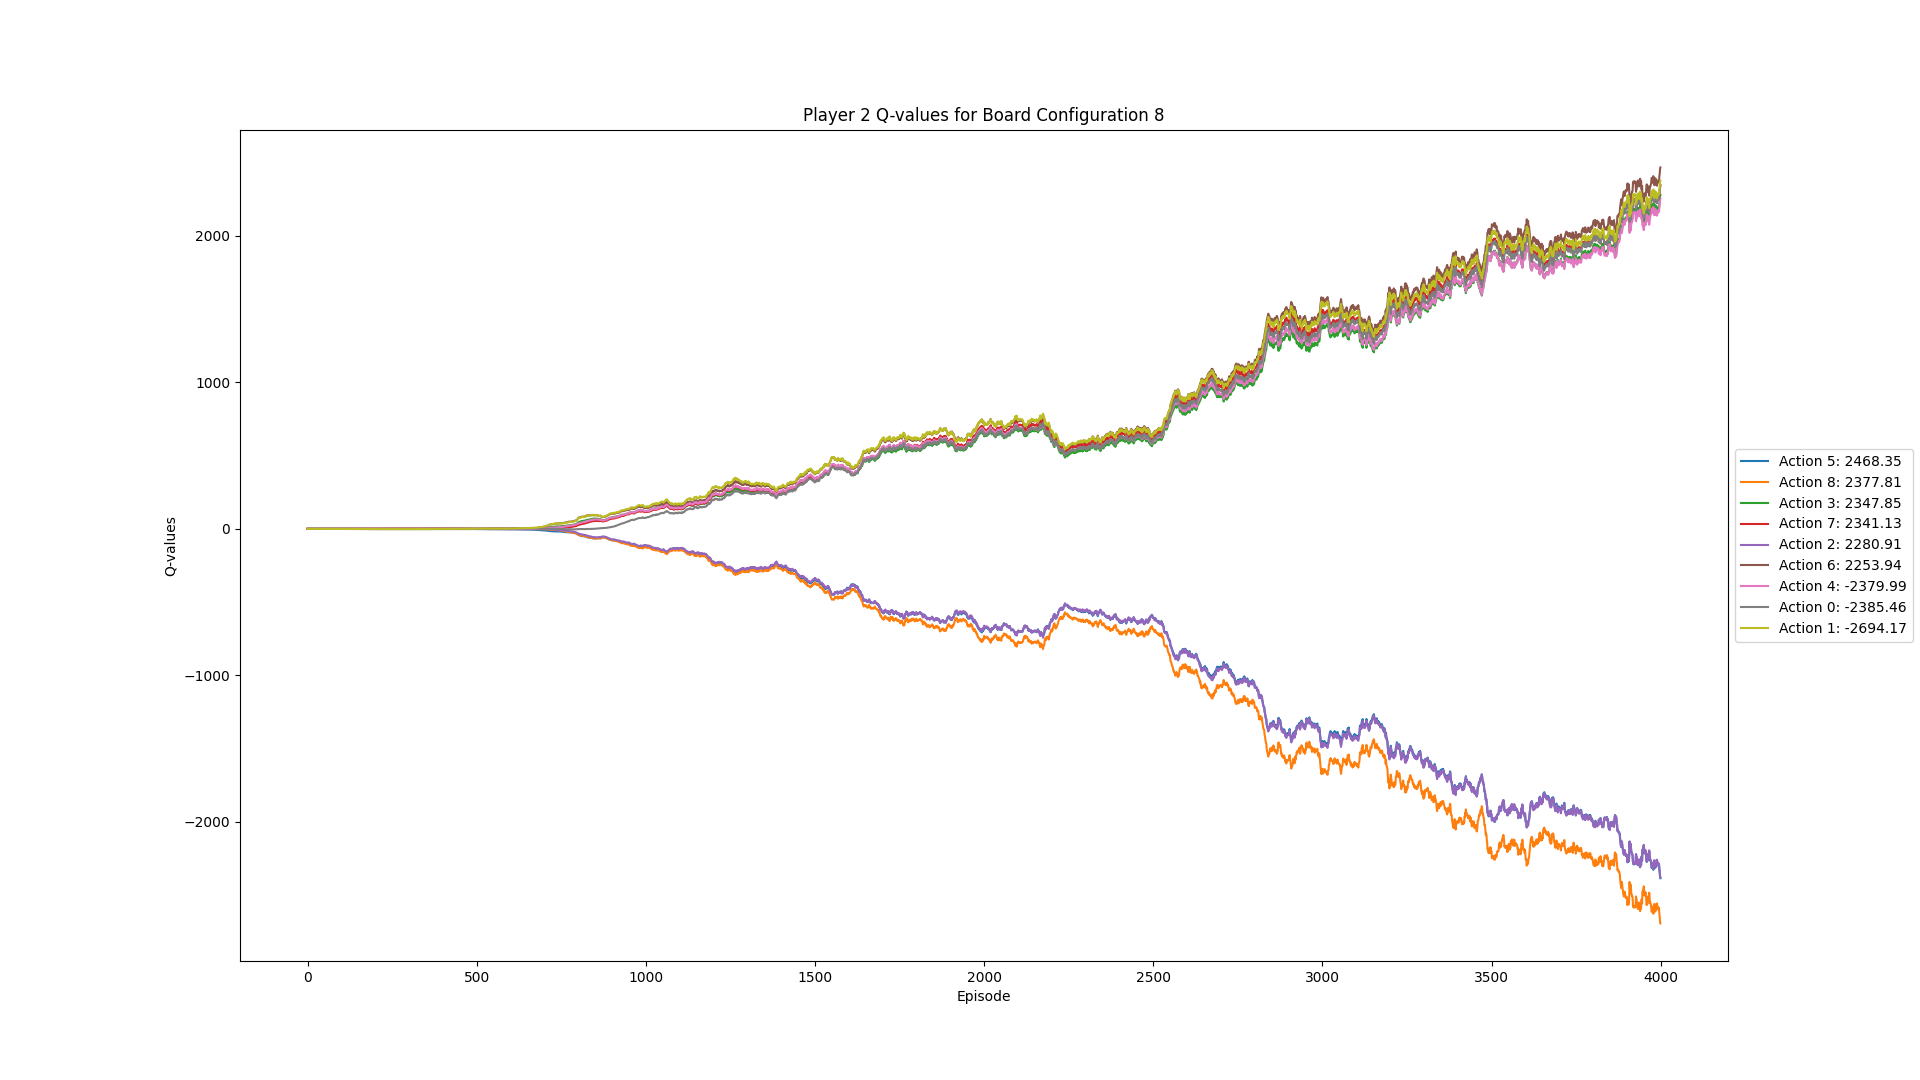 Player 2 Q-values for Board Configuration 8
2000
1000
0
−1000
−2000
Q-values
0
500
1000
1500
2000
2500
3000
3500
4000
Episode
Action 5: 2468.35
Action 8: 2377.81
Action 3: 2347.85
Action 7: 2341.13
Action 2: 2280.91
Action 6: 2253.94
Action 4: -2379.99
Action 0: -2385.46
Action 1: -2694.17